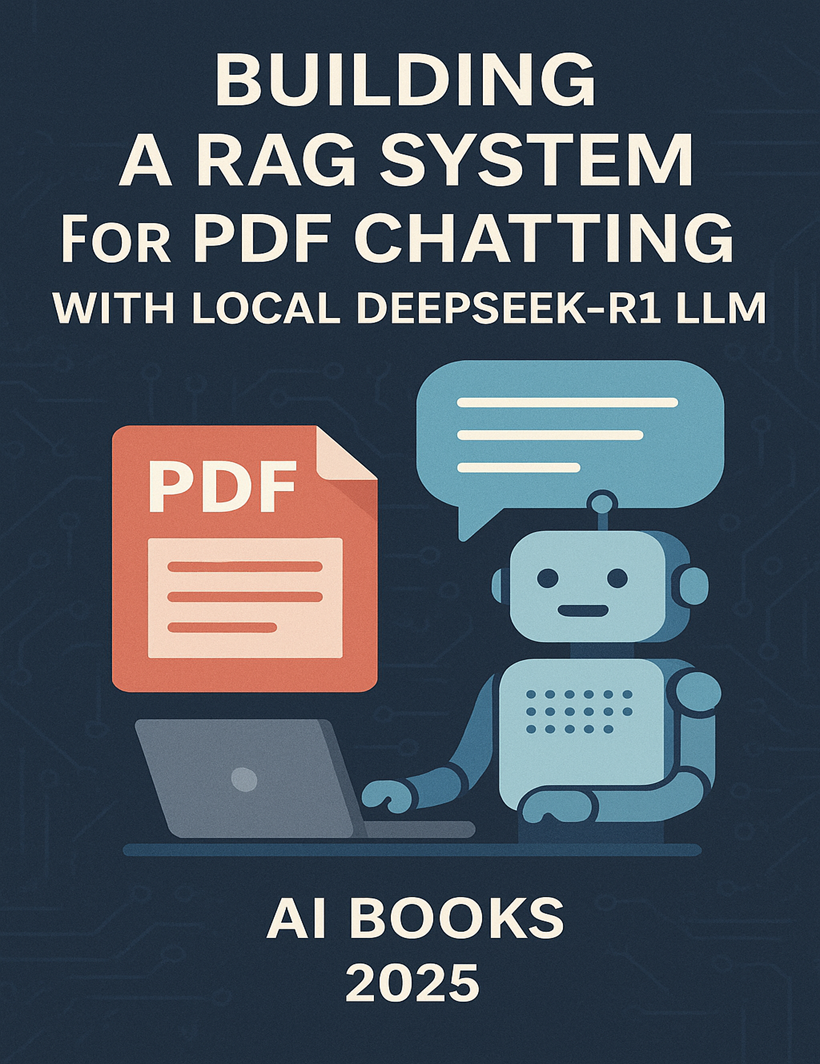 BUILDING
A RAG SYSTEM
FOR PDF CHATTING
WITH LOCAL DEEPSEEK-R1 LLM
PDF
AI BOOKS
2025